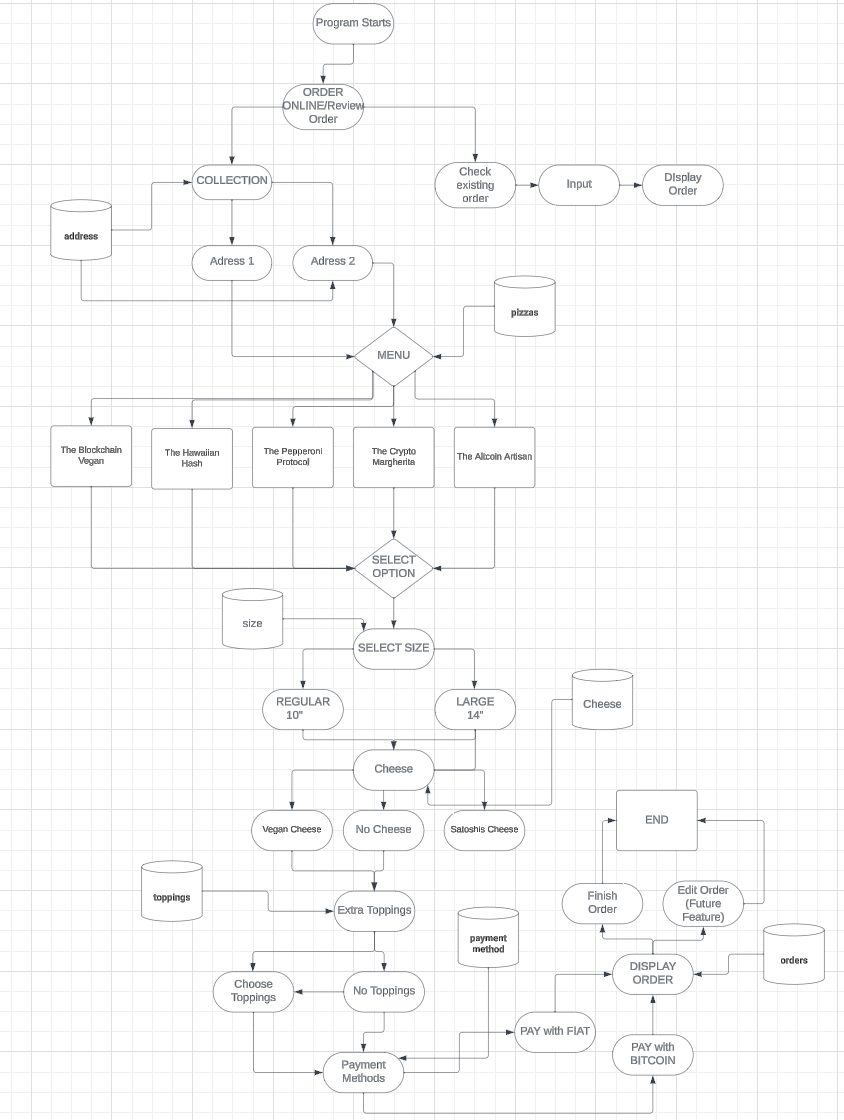 Program Starts
ORDER
ONLINE/Review
Order
COLLECTION
Check
existing
order
Input
DIsplay
Order
address
Adress 1
Adress 2
pizzas
MENU
The Blockchain
Vegan
The Hawaiian
Hash
The Pepperoni
Protocol
The Crypto
Margherita
The Altcoin Artisan
SELECT
OPTION
size
SELECT SIZE
REGULAR
10"
LARGE
14"
Cheese
Cheese
Vegan Cheese
No Cheese
Satoshis Cheese
END
toppings
Extra Toppings
Finish
Order
Edit Order
(Future
Feature)
payment
method
orders
Choose
Toppings
No Toppings
DISPLAY
ORDER
PAY with FIAT
PAY with
BITCOIN
Payment
Methods